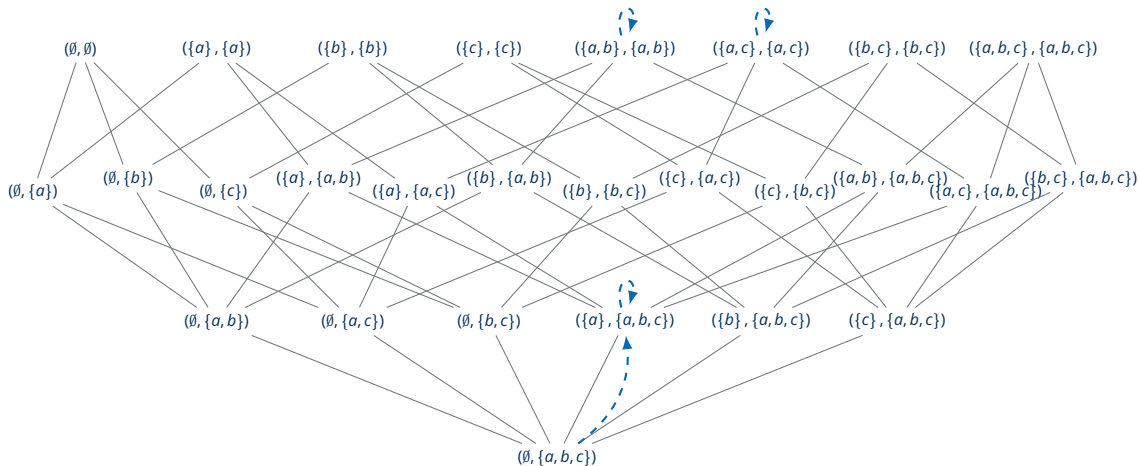 (∅, ∅) ({a} , {a}) ({b} , {b}) ({c} , {c}) ({a, b} , {a, b}) ({a, c} , {a, c}) ({b, c} , {b, c}) ({a, b, c} , {a, b, c})
(∅, {a}) (∅, {b}) (∅, {c}) ({a} , {a, b}) ({a} , {a, c}) ({b} , {a, b}) ({b} , {b, c}) ({c} , {a, c}) ({c} , {b, c}) ({a, b} , {a, b, c}) ({a, c} , {a, b, c}) ({b, c} , {a, b, c})
(∅, {a, b}) (∅, {a, c}) (∅, {b, c}) ({a} , {a, b, c}) ({b} , {a, b, c}) ({c} , {a, b, c})
(∅, {a, b, c})